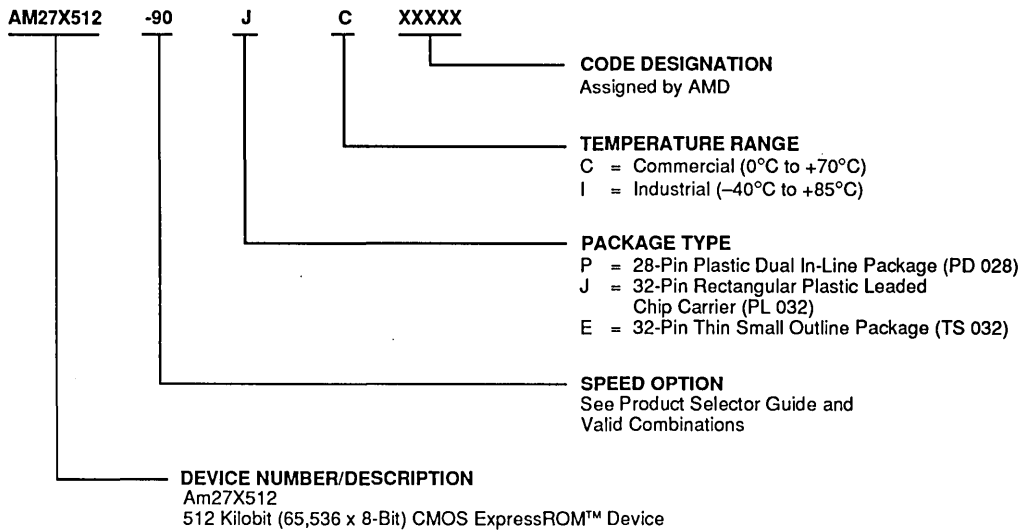 AM27X512 -90 J C XXXXX
CODE DESIGNATION
Assigned by AMD
TEMPERATURE RANGE
C = Commercial (0°C to +70°C)
I = Industrial (–40°C to +85°C)
PACKAGE TYPE
P = 28-Pin Plastic Dual In-Line Package (PD 028)
J = 32-Pin Rectangular Plastic Leaded
Chip Carrier (PL 032)
E = 32-Pin Thin Small Outline Package (TS 032)
SPEED OPTION
See Product Selector Guide and
Valid Combinations
DEVICE NUMBER/DESCRIPTION
Am27X512
512 Kilobit (65,536 x 8-Bit) CMOS ExpressROM™ Device